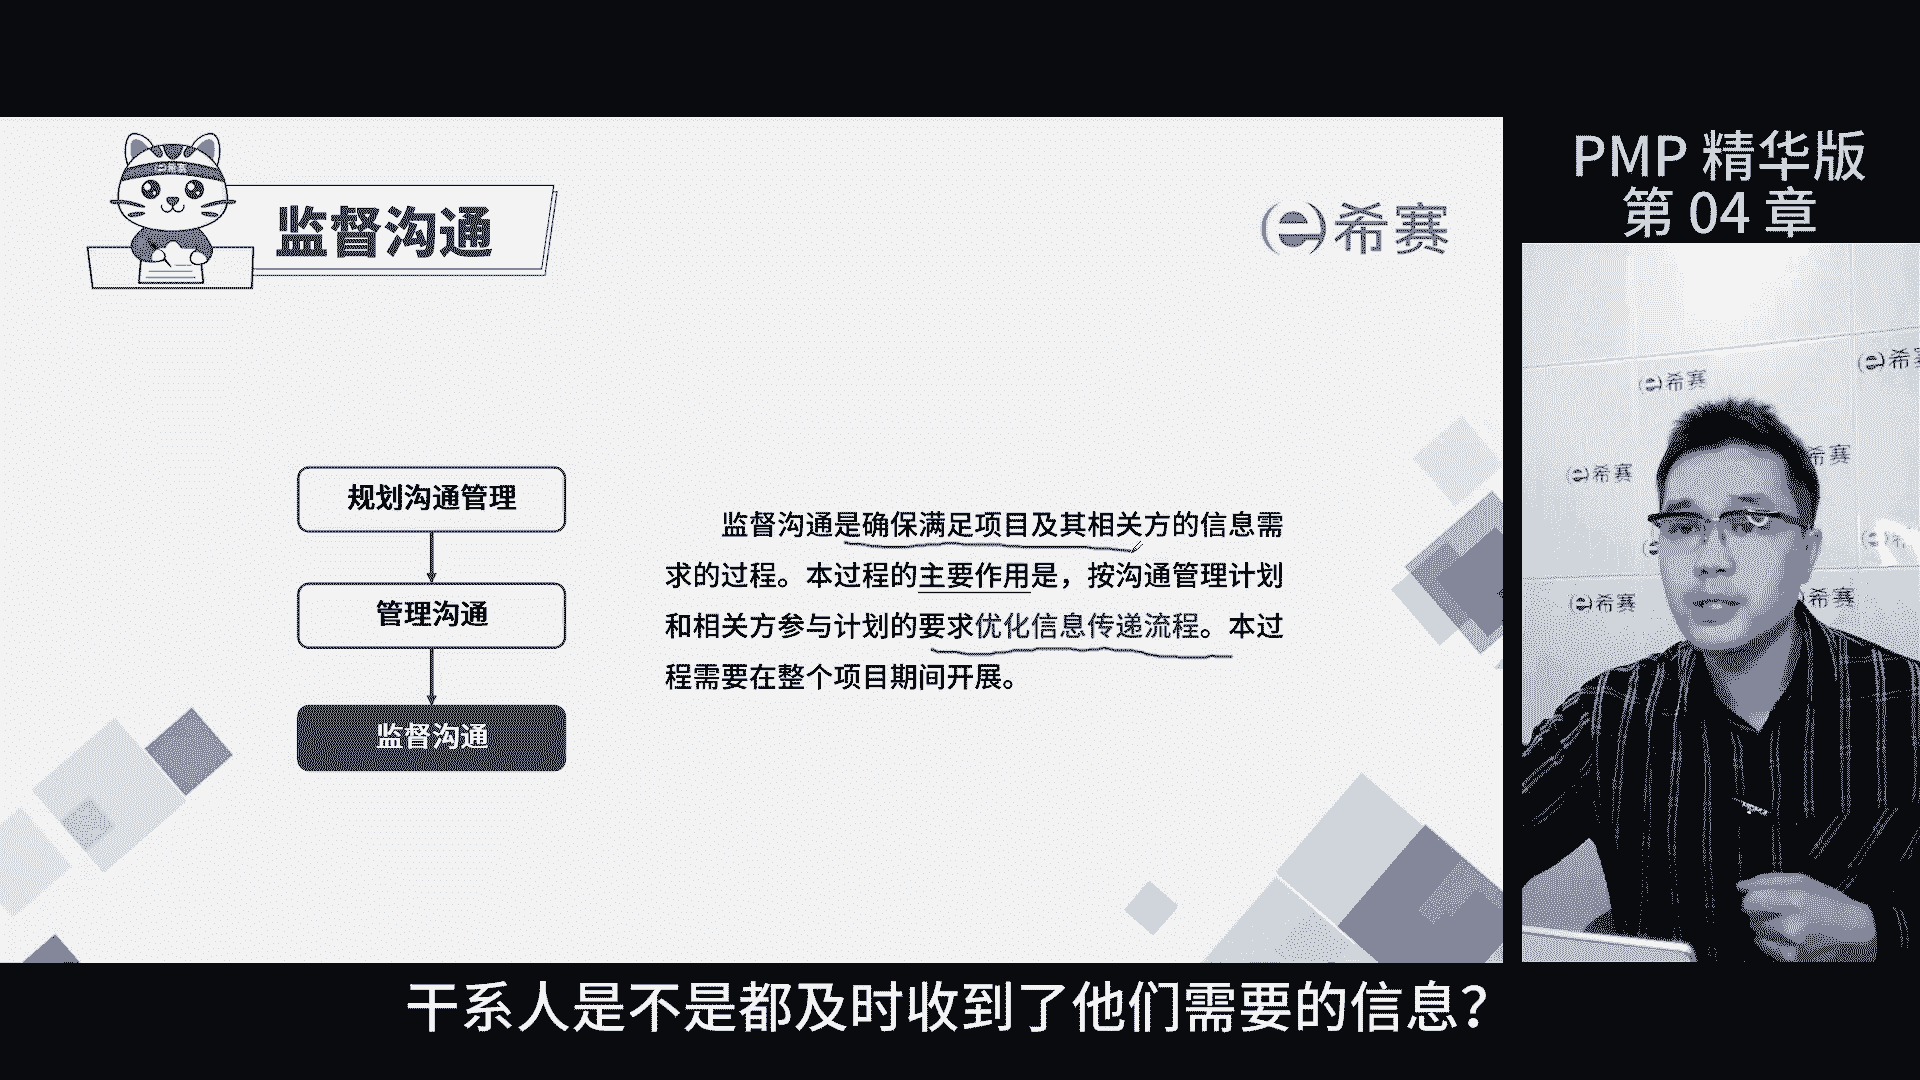 PMP 精华版
第 04 章
监督沟通
希赛
规划沟通管理
管理沟通
监督沟通
监督沟通是确保满足项目及其相关方的信息需
求的过程。本过程的主要作用是，按沟通管理计划
和相关方参与计划的要求优化信息传递流程。本过
程需要在整个项目期间开展。
希赛
希赛
希赛
希赛
希赛
希赛
干系人是不是都及时收到了他们需要的信息？